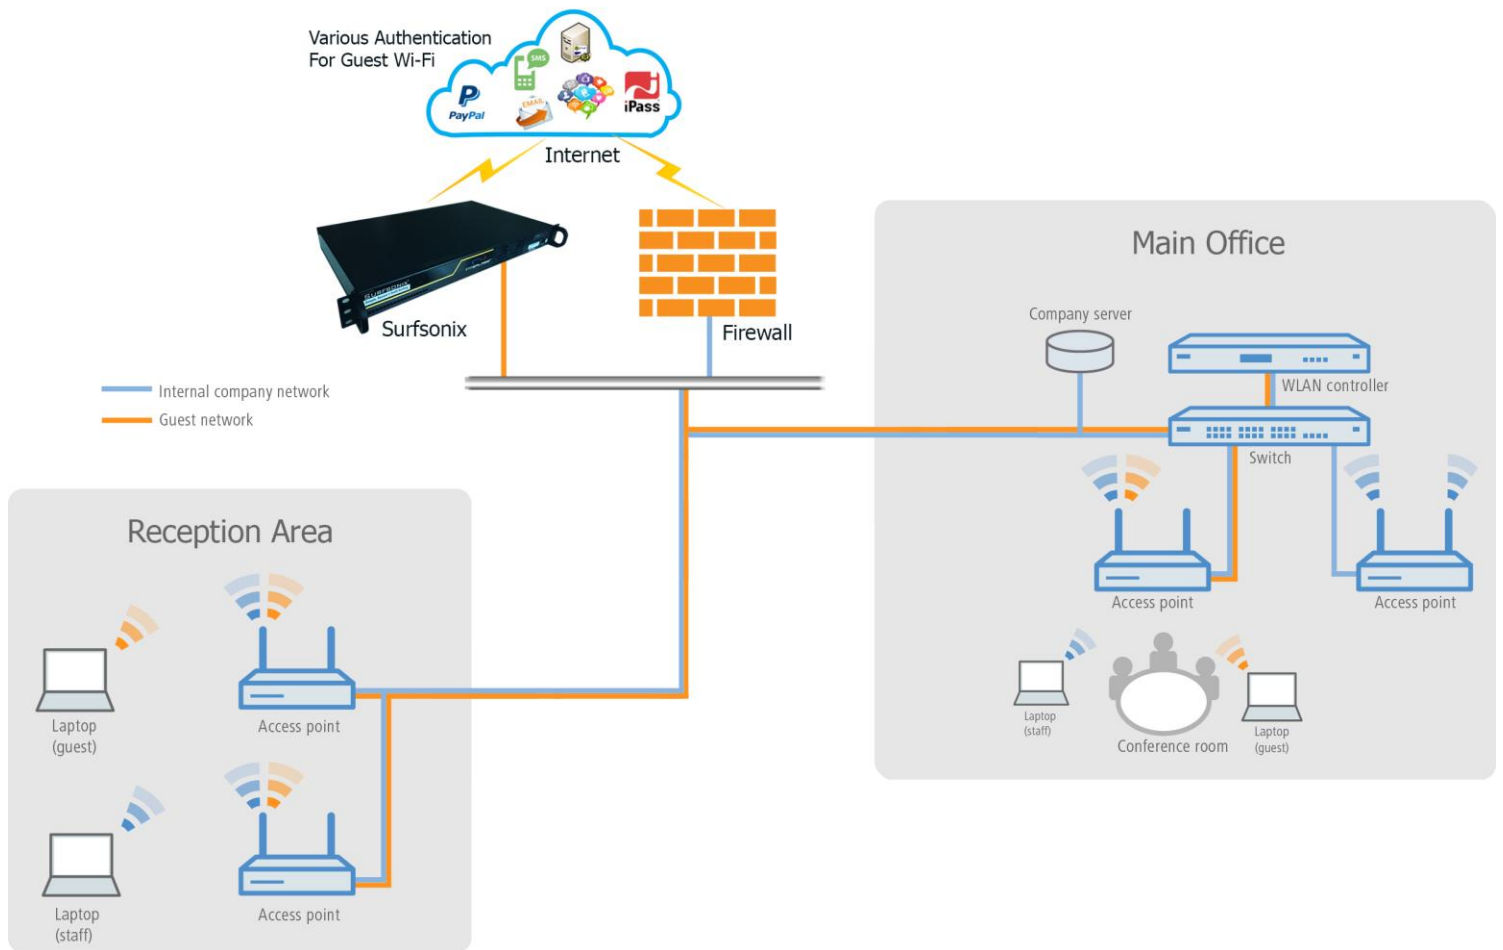 Various Authentication
For Guest Wi-Fi
SMS
PayPal
EMAIL
iPass
Internet
SURFSONIX
Surfsonix
Firewall
Internal company network
Guest network
Main Office
Company server
WLAN controller
Switch
Access point
Access point
Laptop
(staff)
Conference room
Laptop
(guest)
Reception Area
Laptop
(guest)
Access point
Laptop
(staff)
Access point